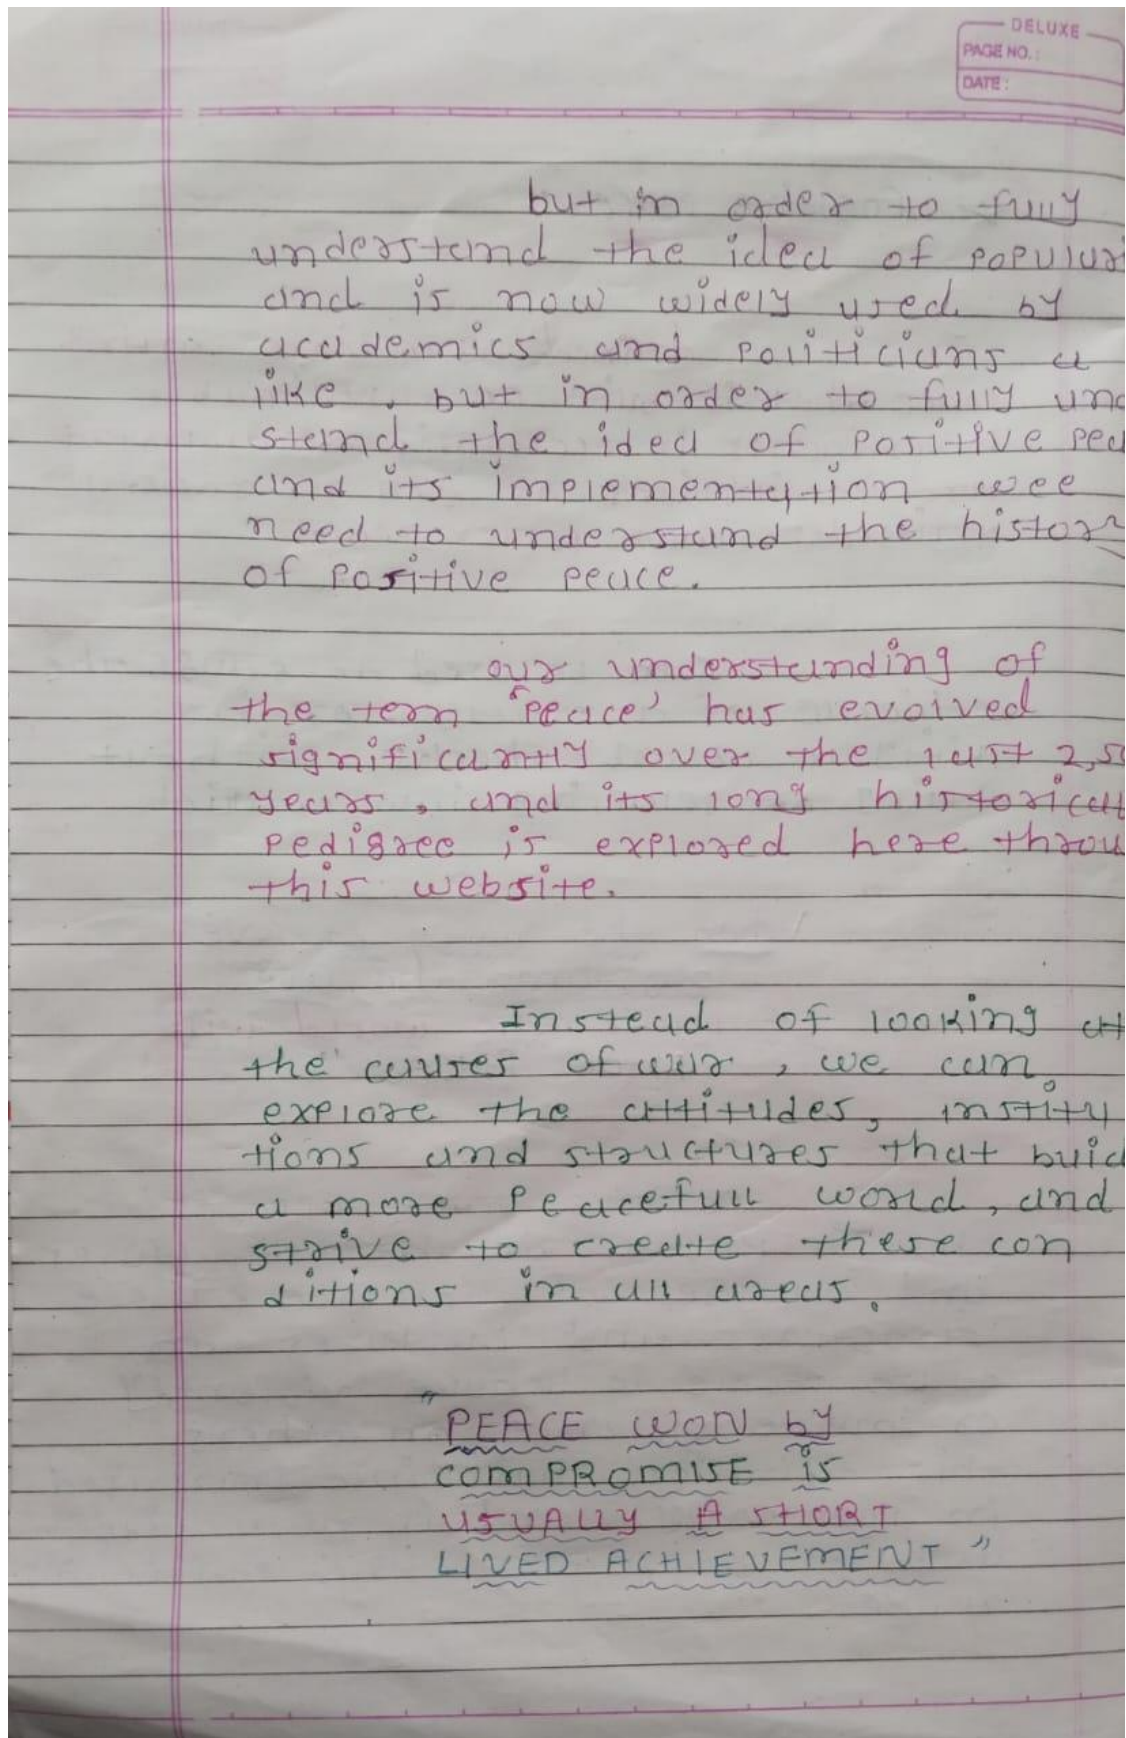 DELUXE
PAGE NO. :
DATE :
but in order to fully
understand the idea of popular
and is now widely used by
academics and politicians a
like, but in order to fully und
stand the idea of positive pea
and its implementation wee
need to understand the histor
of positive peace.
our understanding of
the term 'peace' has evolved
significantly over the last 2,50
years, and its long historical
pedigree is explored here throu
this website.
Instead of looking at
the causes of war, we can
explore the attitudes, institu
tions and structures that buid
a more peacefull world, and
strive to create these con
ditions in all areas.
"PEACE WON by
COMPROMISE is
USUALLY A SHORT
LIVED ACHIEVEMENT"